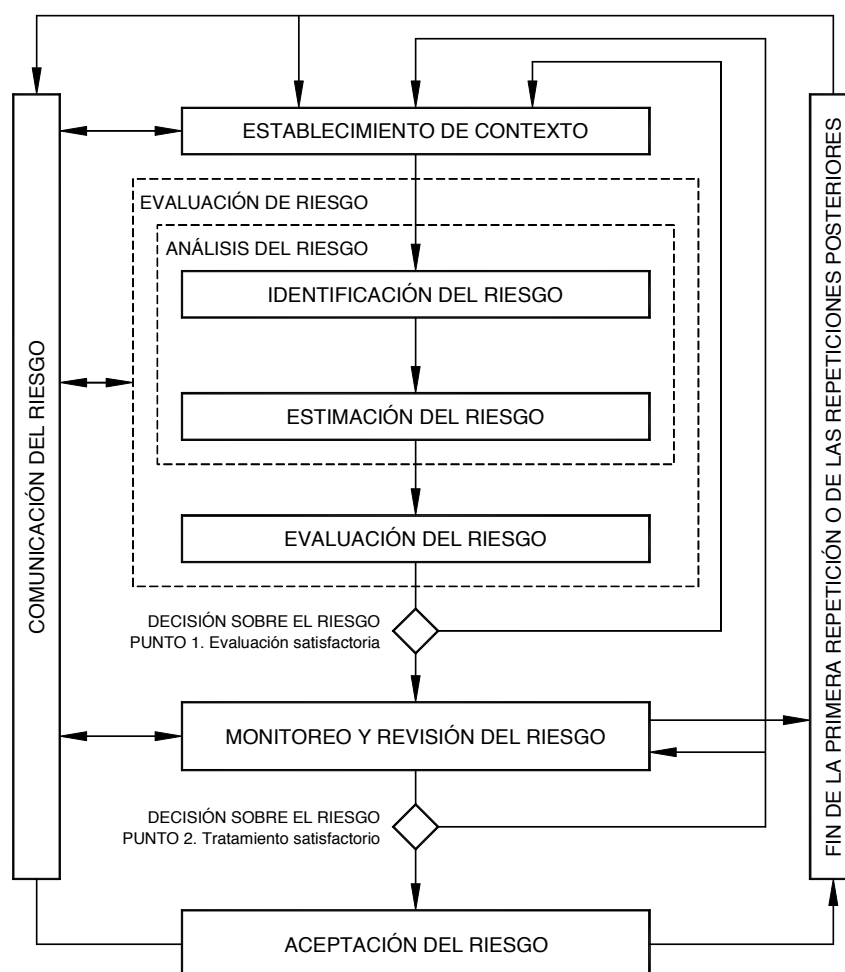 ESTABLECIMIENTO DE CONTEXTO
EVALUACIÓN DE RIESGO
ANÁLISIS DEL RIESGO
IDENTIFICACIÓN DEL RIESGO
ESTIMACIÓN DEL RIESGO
EVALUACIÓN DEL RIESGO
DECISIÓN SOBRE EL RIESGO
PUNTO 1. Evaluación satisfactoria
MONITOREO Y REVISIÓN DEL RIESGO
DECISIÓN SOBRE EL RIESGO
PUNTO 2. Tratamiento satisfactorio
ACEPTACIÓN DEL RIESGO
COMUNICACIÓN DEL RIESGO
FIN DE LA PRIMERA REPETICIÓN O DE LAS REPETICIONES POSTERIORES